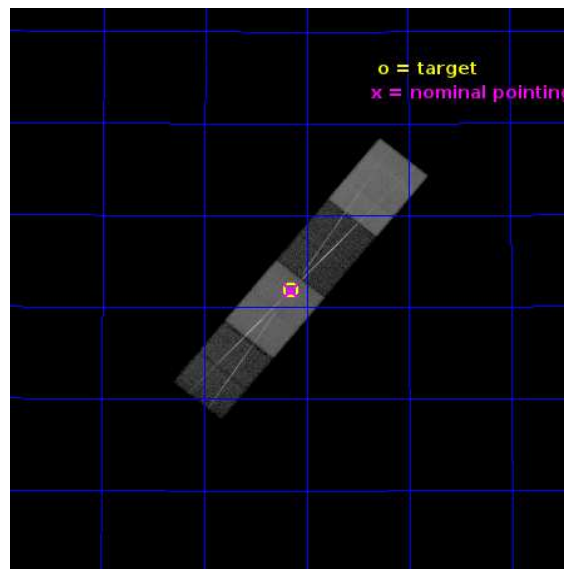 o = target
x = nominal pointing